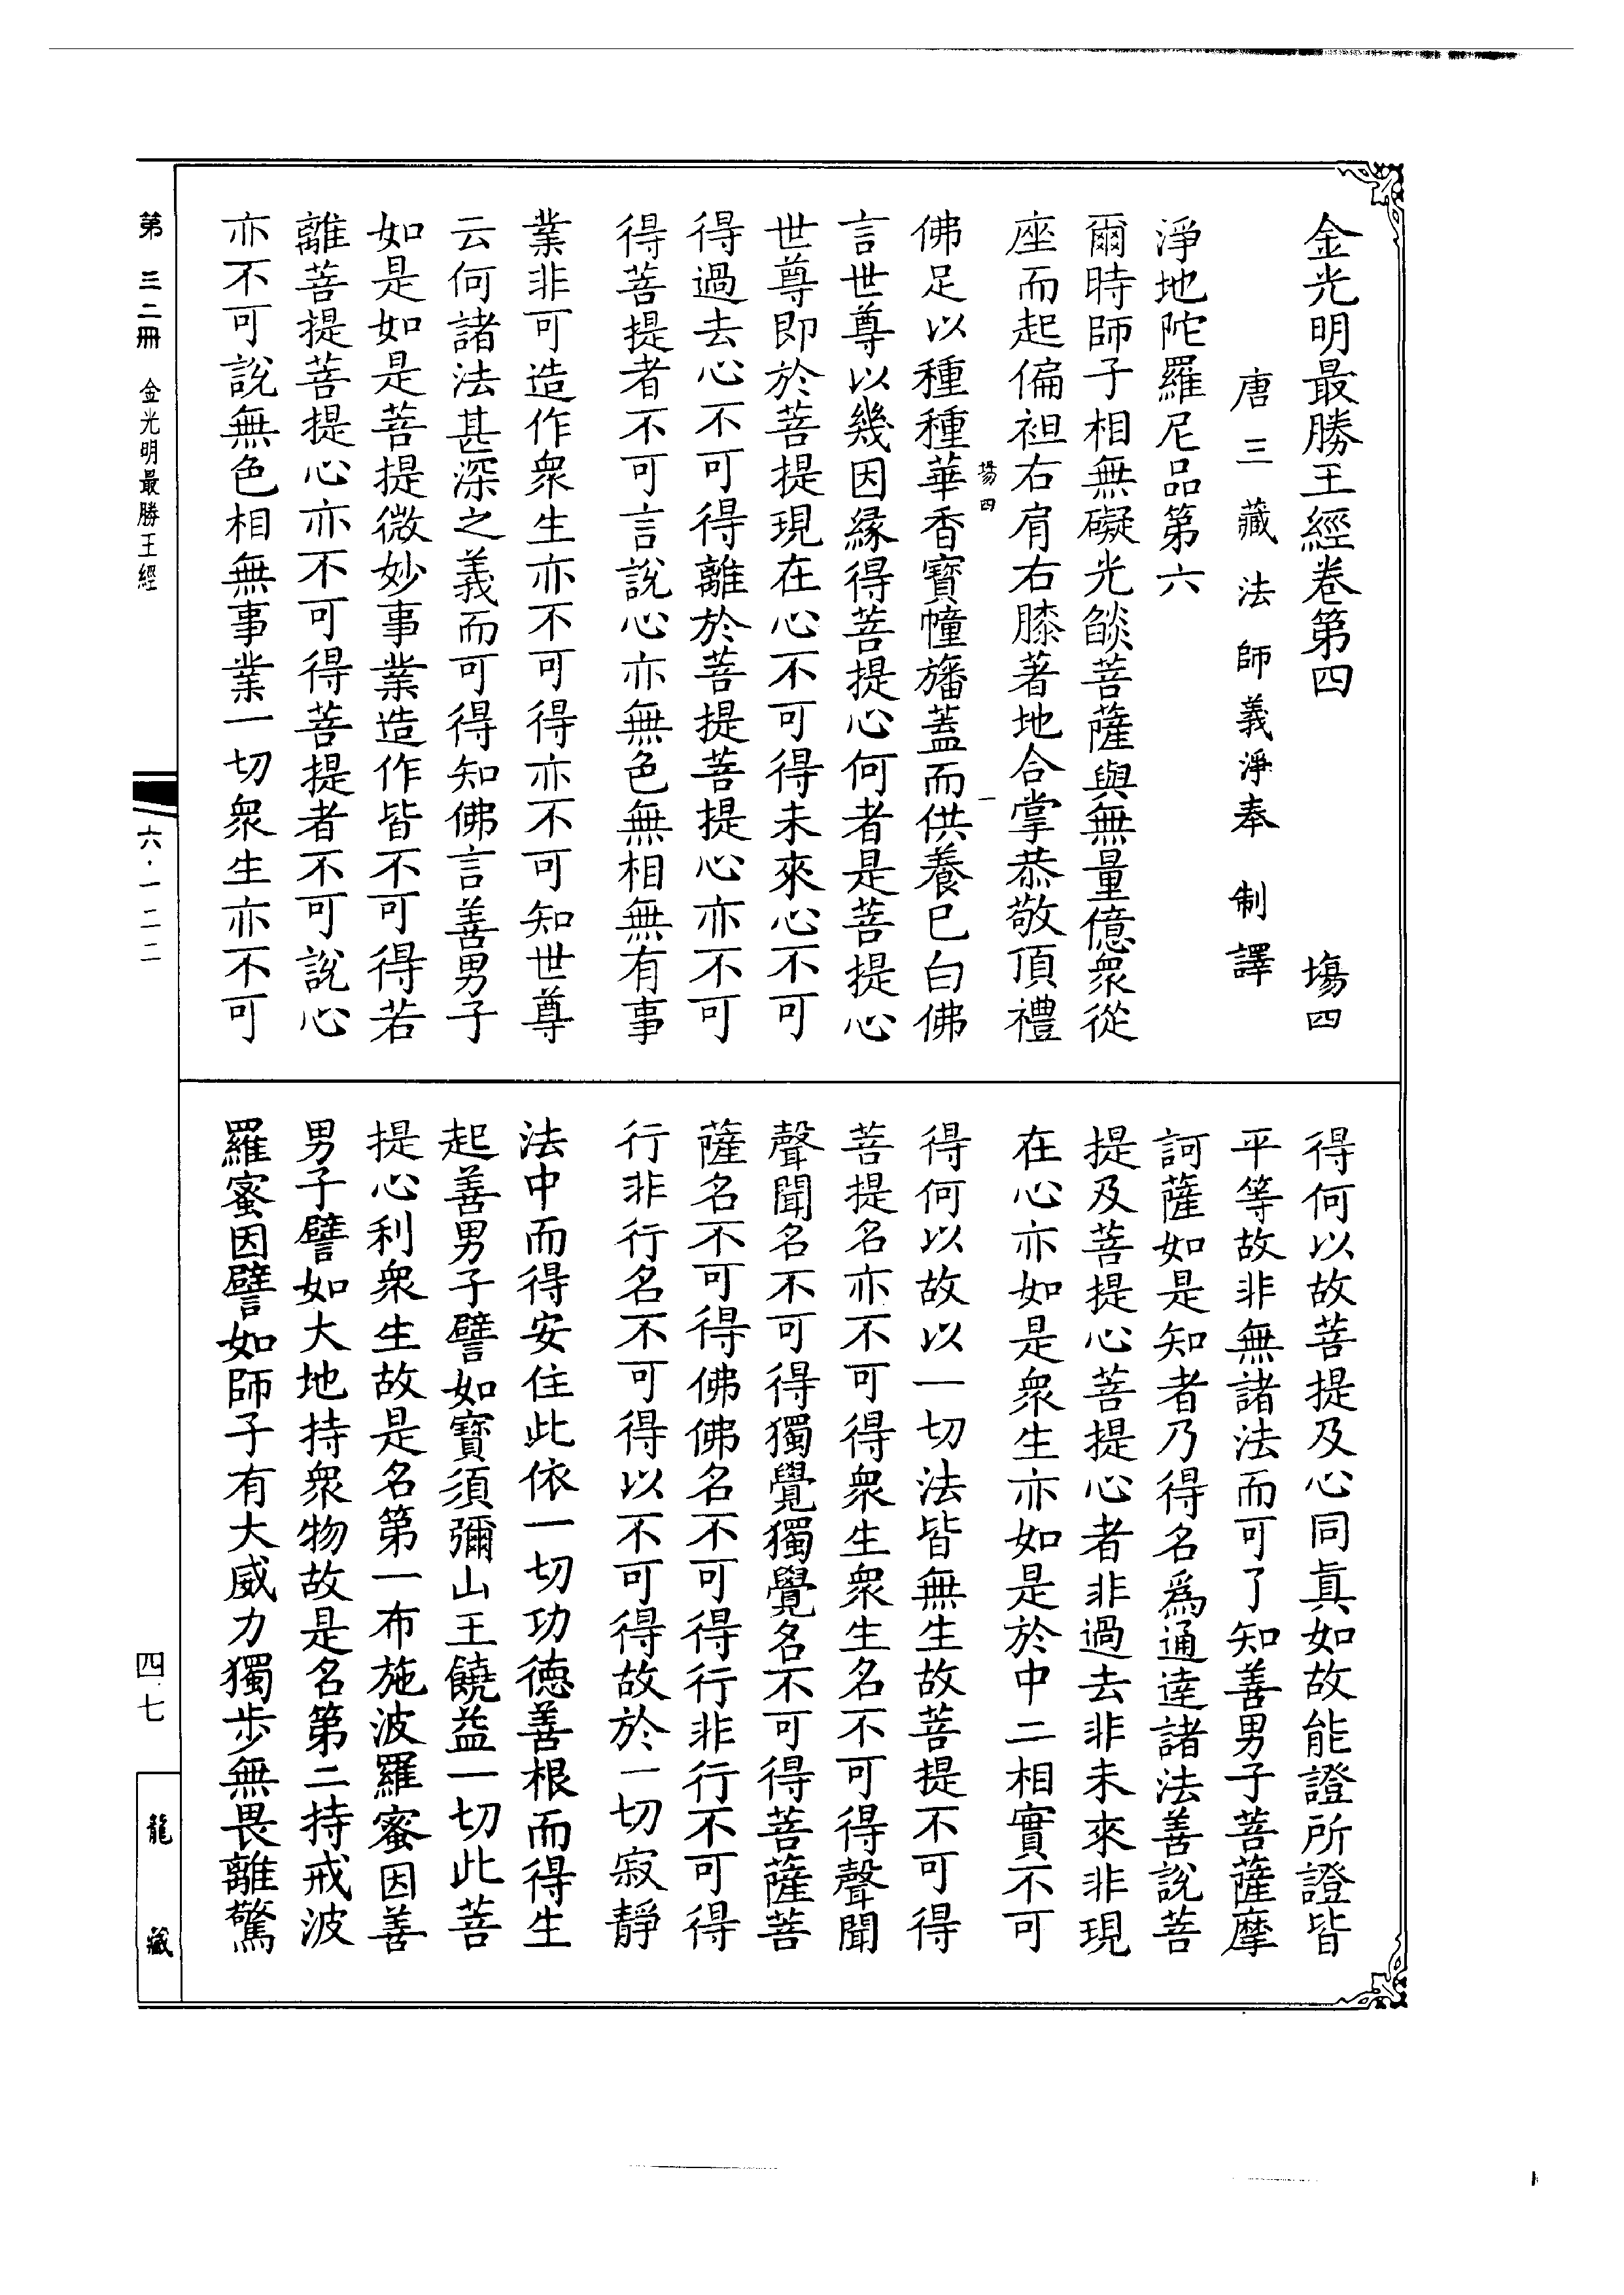 金光明最勝王經卷第四　塲四
唐三藏法師義淨奉　制譯
淨地陀羅尼品第六
爾時師子相無礙光燄菩薩與無量億眾從
座而起偏袒右肩右膝著地合掌恭敬頂禮
塲四　一
佛足以種種華香寶幢旛蓋而供養已白佛
言世尊以幾因緣得菩提心何者是菩提心
世尊即於菩提現在心不可得未來心不可
得過去心不可得離於菩提菩提心亦不可
得菩提者不可言說心亦無色無相無有事
業非可造作眾生亦不可得亦不可知世尊
云何諸法甚深之義而可得知佛言善男子
如是如是菩提微妙事業造作皆不可得若
離菩提菩提心亦不可得菩提者不可說心
亦不可說無色相無事業一切眾生亦不可
得何以故菩提及心同真如故能證所證皆
平等故非無諸法而可了知善男子菩薩摩
訶薩如是知者乃得名為通達諸法善說菩
提及菩提心菩提心者非過去非未來非現
在心亦如是眾生亦如是於中二相實不可
得何以故以一切法皆無生故菩提不可得
菩提名亦不可得眾生眾生名不可得聲聞
聲聞名不可得獨覺獨覺名不可得菩薩菩
薩名不可得佛佛名不可得行非行不可得
行非行名不可得以不可得故於一切寂靜
法中而得安住此依一切功德善根而得生
起善男子譬如寶須彌山王饒益一切此菩
提心利眾生故是名第一布施波羅蜜因善
男子譬如大地持眾物故是名第二持戒波
羅蜜因譬如師子有大威力獨步無畏離驚
第三二冊　金光明最勝王經
六·一二二
四七
龍藏